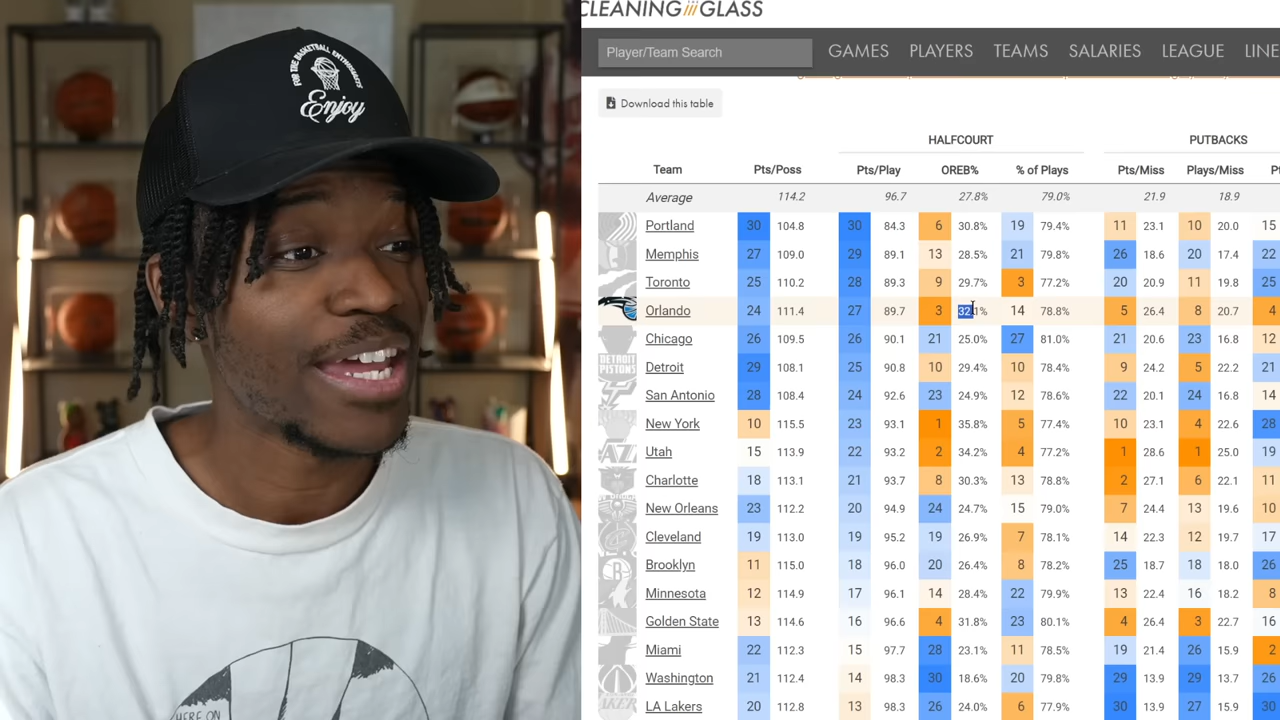 FOR THE BASKETBALL ENTHUSIASTS
Enjoy
HERE ON
CLEANING GLASS
Player/Team Search GAMES PLAYERS TEAMS SALARIES LEAGUE LINE
Download this table
HALFCOURT PUTBACKS
Team Pts/Poss Pts/Play OREB% % of Plays Pts/Miss Plays/Miss Pt
Average 114.2 96.7 27.8% 79.0% 21.9 18.9
Portland 30 104.8 30 84.3 6 30.8% 19 79.4% 11 23.1 10 20.0 15
Memphis 27 109.0 29 89.1 13 28.5% 21 79.8% 26 18.6 20 17.4 22
Toronto 25 110.2 28 89.3 9 29.7% 3 77.2% 20 20.9 11 19.8 25
Orlando 24 111.4 27 89.7 3 32.1% 14 78.8% 5 26.4 8 20.7 4
Chicago 26 109.5 26 90.1 21 25.0% 27 81.0% 21 20.6 23 16.8 12
DETROIT PISTONS Detroit 29 108.1 25 90.8 10 29.4% 10 78.4% 9 24.2 5 22.2 21
San Antonio 28 108.4 24 92.6 23 24.9% 12 78.6% 22 20.1 24 16.8 14
New York 10 115.5 23 93.1 1 35.8% 5 77.4% 10 23.1 4 22.6 28
Utah 15 113.9 22 93.2 2 34.2% 4 77.2% 1 28.6 1 25.0 19
Charlotte 18 113.1 21 93.7 8 30.3% 13 78.8% 2 27.1 6 22.1 11
New Orleans 23 112.2 20 94.9 24 24.7% 15 79.0% 7 24.4 13 19.6 10
Cleveland 19 113.0 19 95.2 19 26.9% 7 78.1% 14 22.3 12 19.7 17
Brooklyn 11 115.0 18 96.0 20 26.4% 8 78.2% 25 18.7 18 18.0 26
Minnesota 12 114.9 17 96.1 14 28.4% 22 79.9% 13 22.4 16 18.2 8
Golden State 13 114.6 16 96.6 4 31.8% 23 80.1% 4 26.4 3 22.7 16
Miami 22 112.3 15 97.7 28 23.1% 11 78.5% 19 21.4 26 15.9 2
Washington 21 112.4 14 98.3 30 18.6% 20 79.8% 29 13.9 29 13.7 26
LA Lakers 20 112.8 13 98.3 26 24.0% 6 77.9% 30 13.9 27 15.9 30